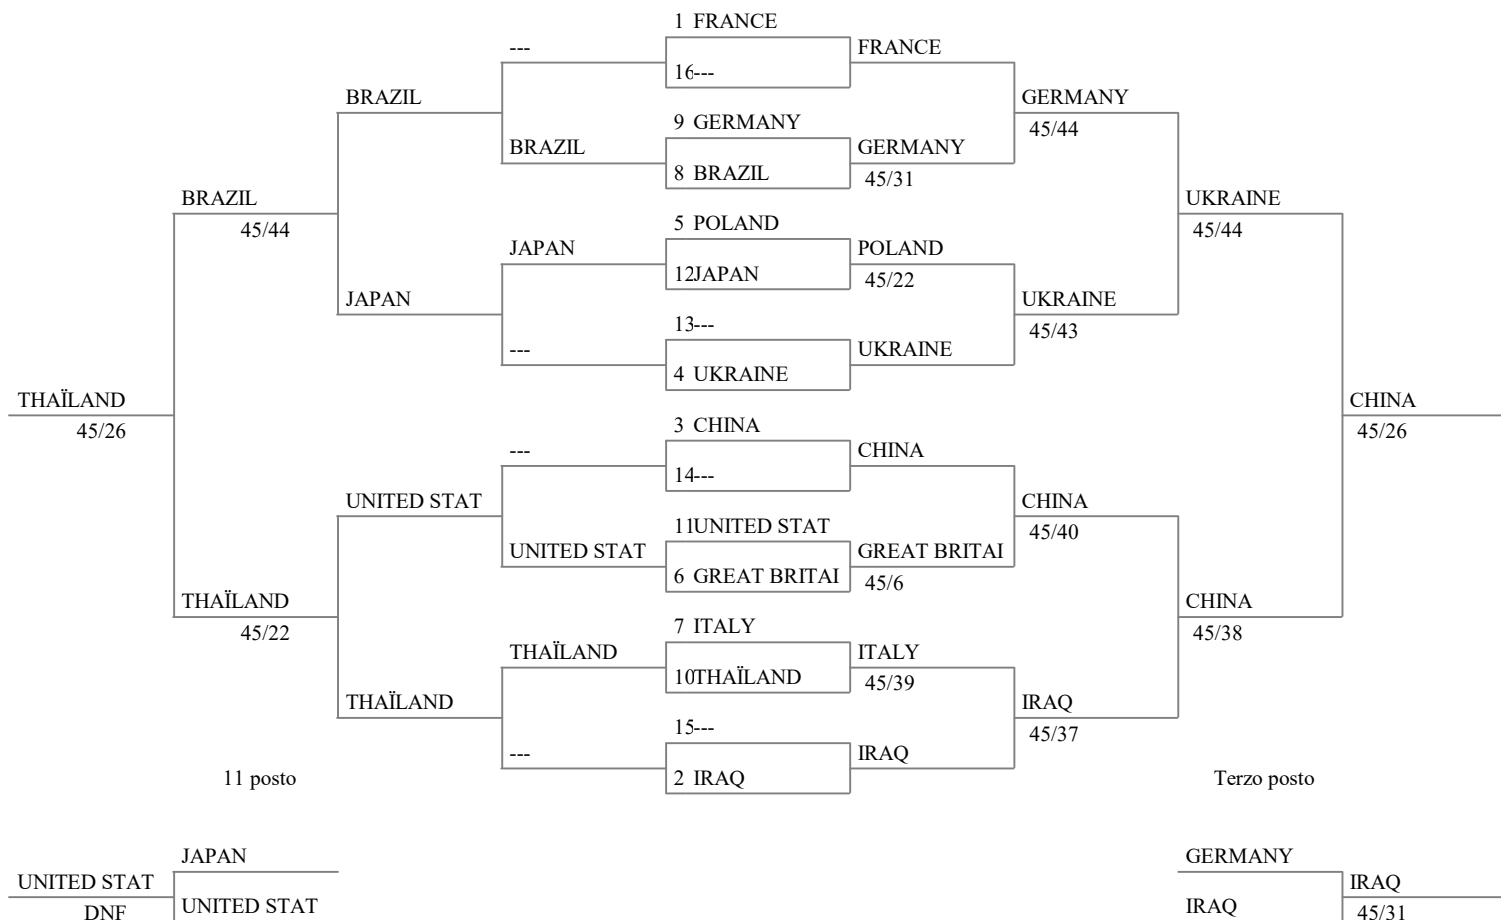 1 FRANCE
--- FRANCE
16---
BRAZIL GERMANY
9 GERMANY 45/44
BRAZIL GERMANY
8 BRAZIL 45/31
BRAZIL UKRAINE
45/44 5 POLAND 45/44
JAPAN POLAND
12JAPAN 45/22
JAPAN UKRAINE
13--- 45/43
--- UKRAINE
4 UKRAINE
THAÏLAND CHINA
45/26 3 CHINA 45/26
--- CHINA
14---
UNITED STAT CHINA
11UNITED STAT 45/40
UNITED STAT GREAT BRITAI
6 GREAT BRITAI 45/6
THAÏLAND CHINA
45/22 7 ITALY 45/38
THAÏLAND ITALY
10THAÏLAND 45/39
THAÏLAND IRAQ
15--- 45/37
--- IRAQ
11 posto 2 IRAQ Terzo posto
JAPAN GERMANY
UNITED STAT IRAQ
DNF UNITED STAT IRAQ 45/31